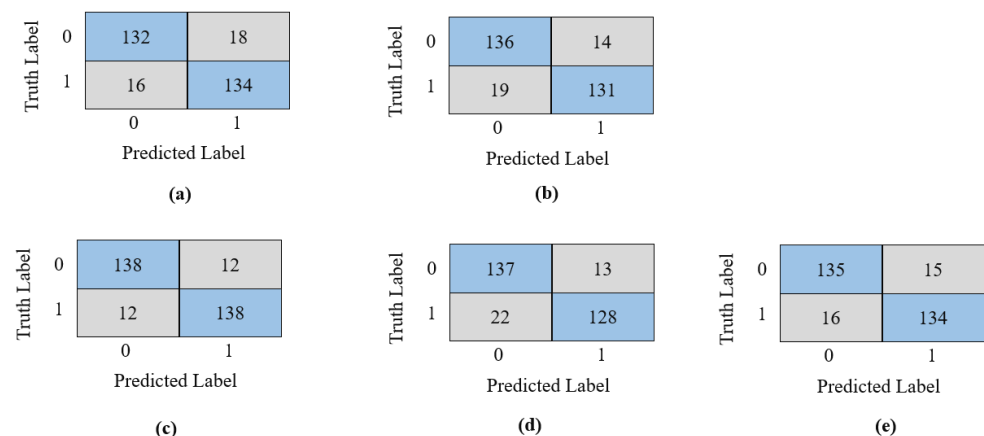 Truth Label
0 132 18
1 16 134
0 1
Predicted Label
(a)
Truth Label
0 136 14
1 19 131
0 1
Predicted Label
(b)
Truth Label
0 138 12
1 12 138
0 1
Predicted Label
(c)
Truth Label
0 137 13
1 22 128
0 1
Predicted Label
(d)
Truth Label
0 135 15
1 16 134
0 1
Predicted Label
(e)